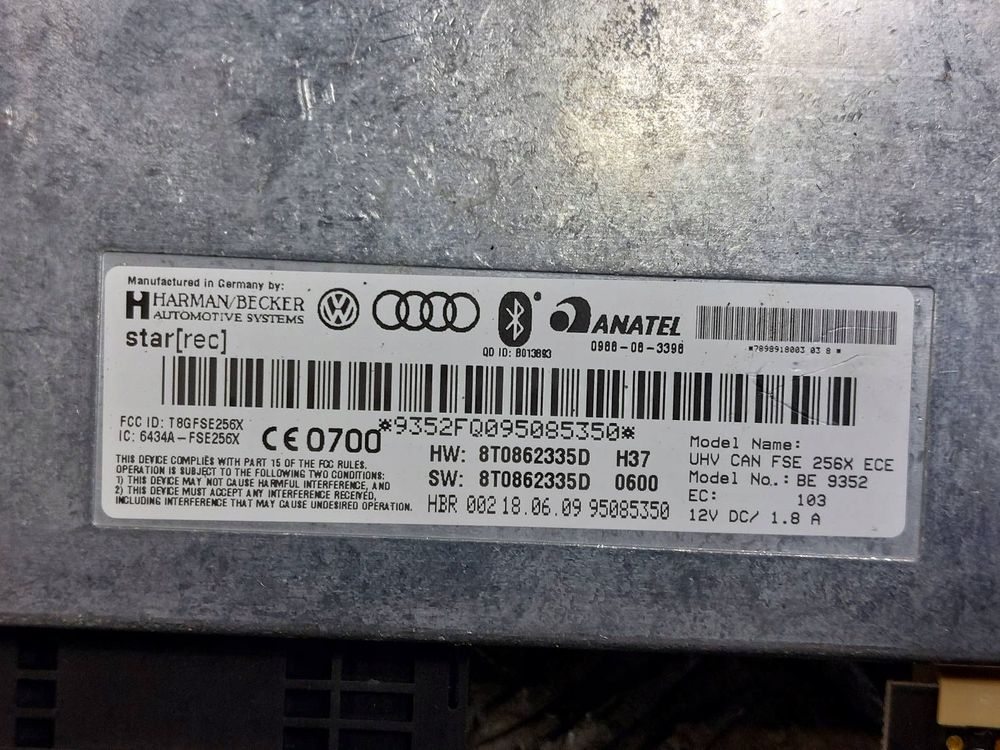 Manufactured in Germany by:
HARMAN/BECKER
AUTOMOTIVE SYSTEMS
star[rec]
QD ID: B013893
ANATEL
0988-08-3398
*7898918003 03 8*
*9352FQ095085350*
FCC ID: T8GFSE256X
IC: 6434A-FSE256X
CE 0700
THIS DEVICE COMPLIES WITH PART 15 OF THE FCC RULES.
OPERATION IS SUBJECT TO THE FOLLOWING TWO CONDITIONS:
1) THIS DEVICE MAY NOT CAUSE HARMFUL INTERFERENCE, AND
2) THIS DEVICE MUST ACCEPT ANY INTERFERENCE RECEIVED,
INCLUDING INTERFERENCE THAT MAY CAUSE UNDESIRED OPERATION.
HW: 8T0862335D H37
SW: 8T0862335D 0600
HBR 002 18.06.09 95085350
Model Name:
UHV CAN FSE 256X ECE
Model No.: BE 9352
EC: 103
12V DC/ 1.8 A